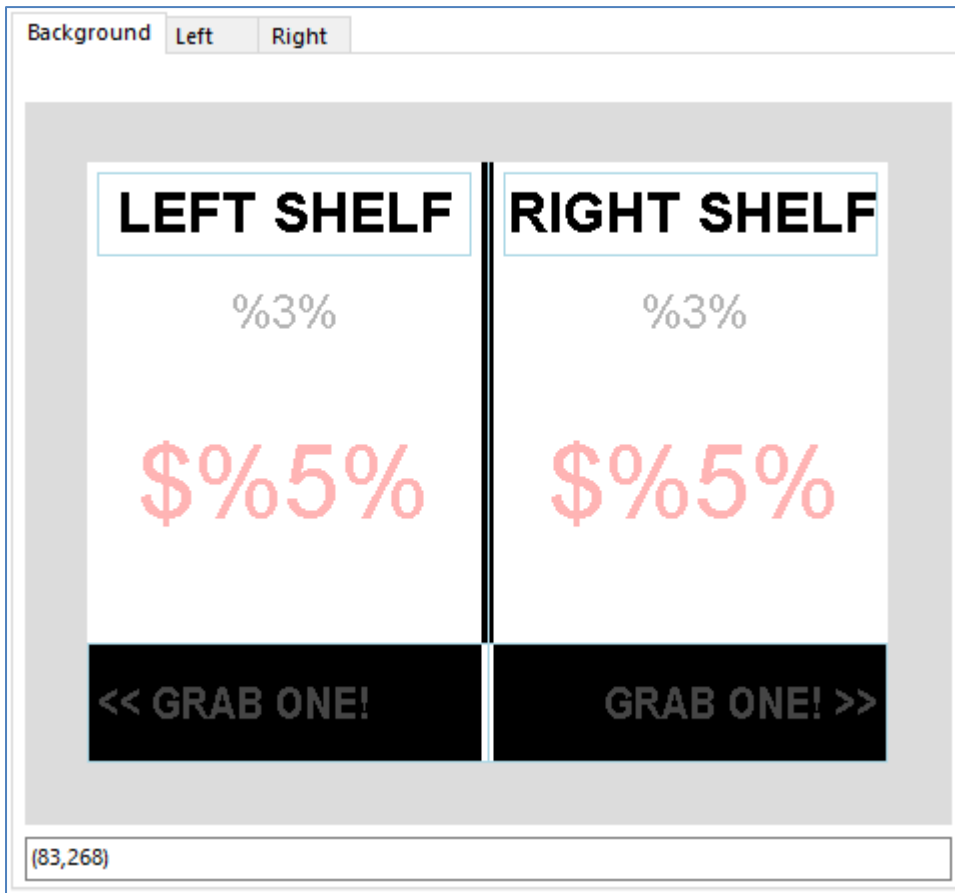 Background Left Right
LEFT SHELF RIGHT SHELF
%3% %3%
$%5% $%5%
<< GRAB ONE! GRAB ONE! >>
(83,268)